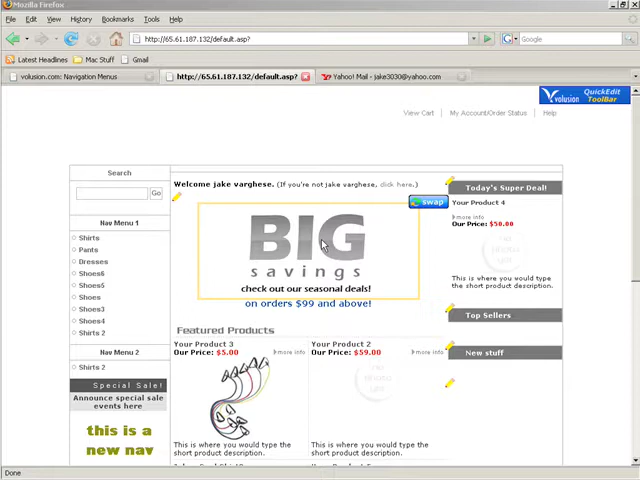 Mozilla Firefox
File Edit View History Bookmarks Tools Help
http://65.61.187.132/default.asp?
Google
Latest Headlines Mac Stuff Gmail
volusion.com: Navigation Menus
http://65.61.187.132/default.asp?
Yahoo! Mail - jake3030@yahoo.com
volusion QuickEdit
ToolBar
View Cart My Account/Order Status Help
Search
Go
Nav Menu 1
Shirts
Pants
Dresses
Shoes6
Shoes5
Shoes
Shoes3
Shoes4
Shirts 2
Nav Menu 2
Shirts 2
Special Sale!
Announce special sale
events here
this is a
new nav
Welcome jake varghese. (If you're not jake varghese, click here.)
swap
BIG
savings
check out our seasonal deals!
on orders $99 and above!
Featured Products
Your Product 3
Our Price: $5.00 more info
This is where you would type
the short product description.
Your Product 2
Our Price: $59.00 more info
no
photo
yet
This is where you would type
the short product description.
Today's Super Deal!
Your Product 4
more info
Our Price: $50.00
no
photo
yet
This is where you would type
the short product description.
Top Sellers
New stuff
Done